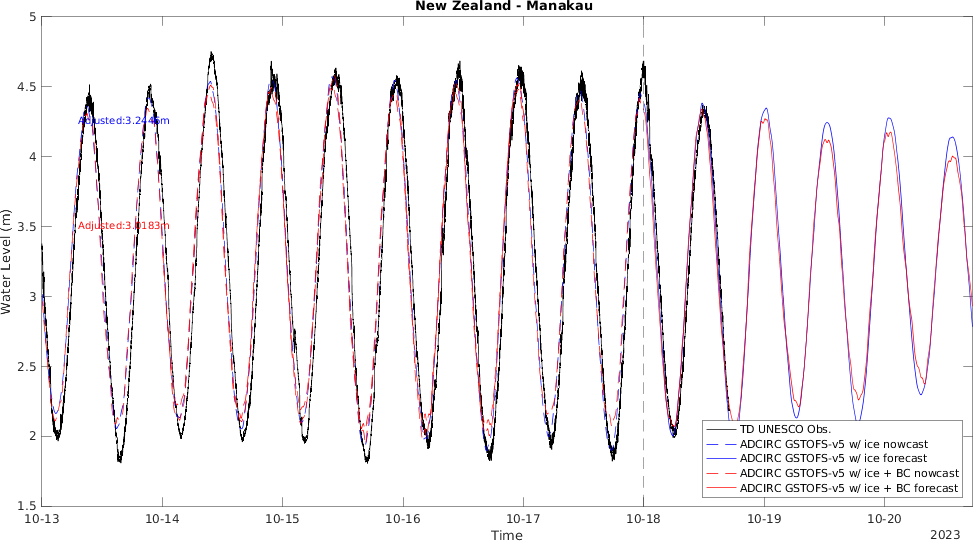 New Zealand - Manakau
5
4.5
4
3.5
3
2.5
2
1.5
Water Level (m)
Adjusted:3.2446m
Adjusted:3.0183m
TD UNESCO Obs.
ADCIRC GSTOFS-v5 w/ ice nowcast
ADCIRC GSTOFS-v5 w/ ice forecast
ADCIRC GSTOFS-v5 w/ ice + BC nowcast
ADCIRC GSTOFS-v5 w/ ice + BC forecast
10-13 10-14 10-15 10-16 10-17 10-18 10-19 10-20
Time
2023